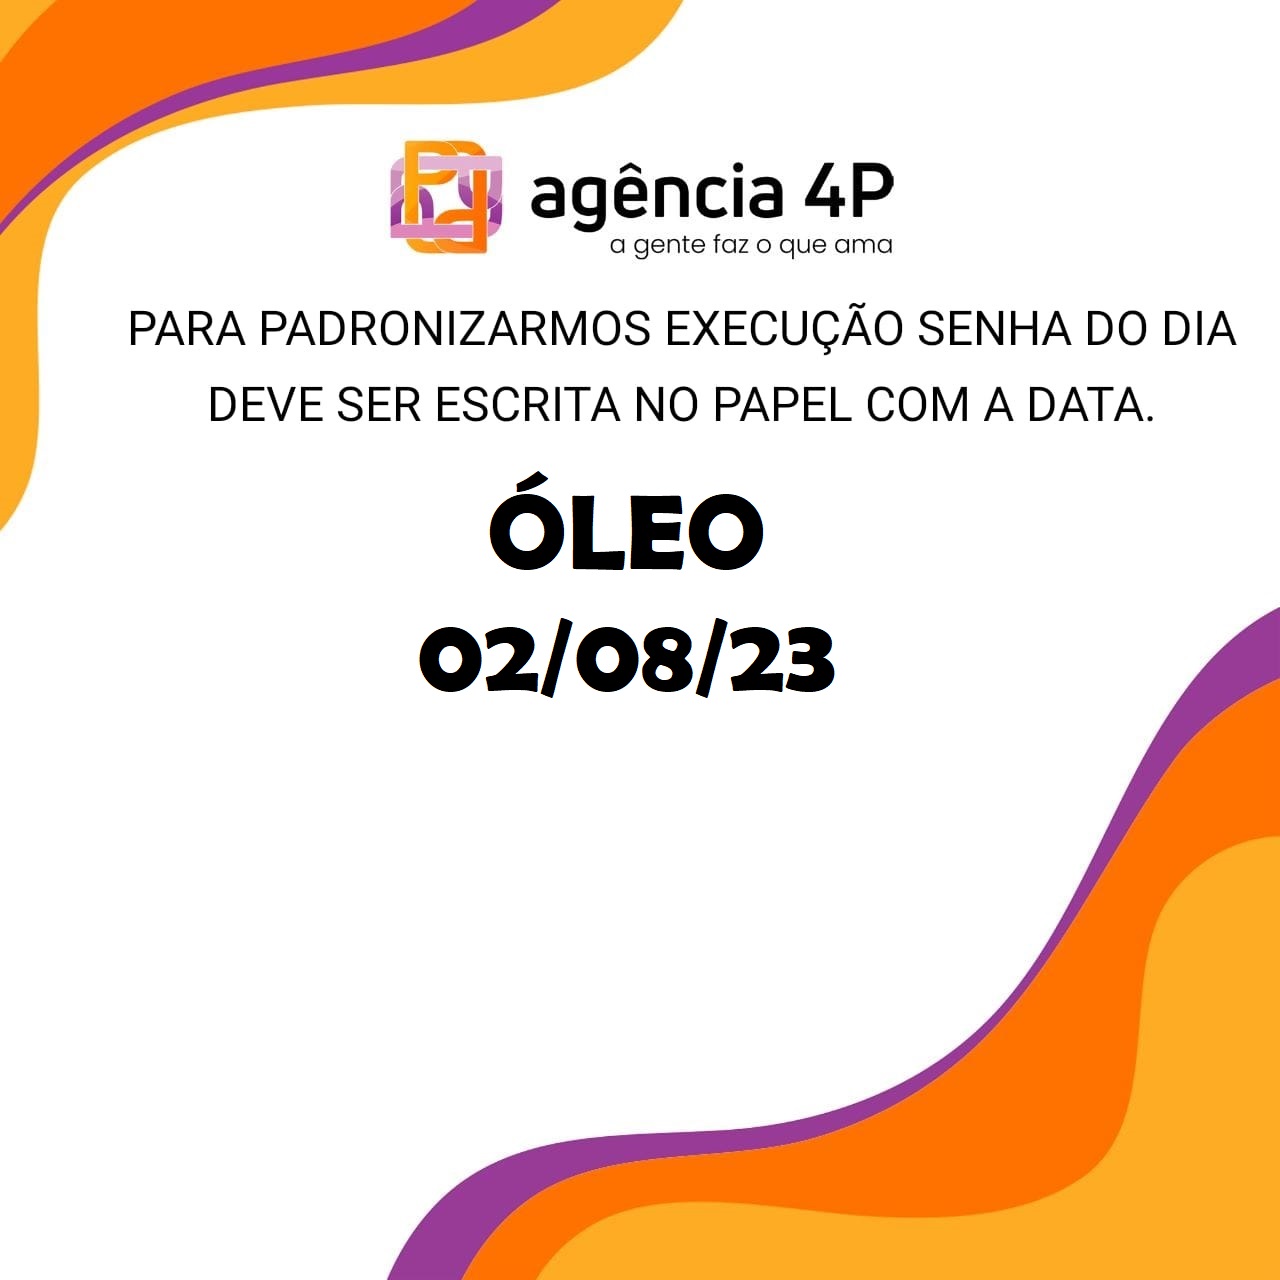 agência 4P
a gente faz o que ama
PARA PADRONIZARMOS EXECUÇÃO SENHA DO DIA
DEVE SER ESCRITA NO PAPEL COM A DATA.
ÓLEO
02/08/23